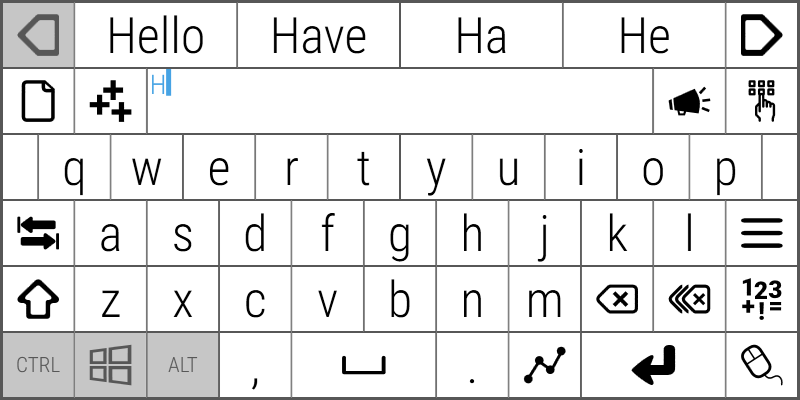 Hello Have Ha He
H
q w e r t y u i o p
a s d f g h j k l
z x c v b n m 123+!=
CTRL ALT , .